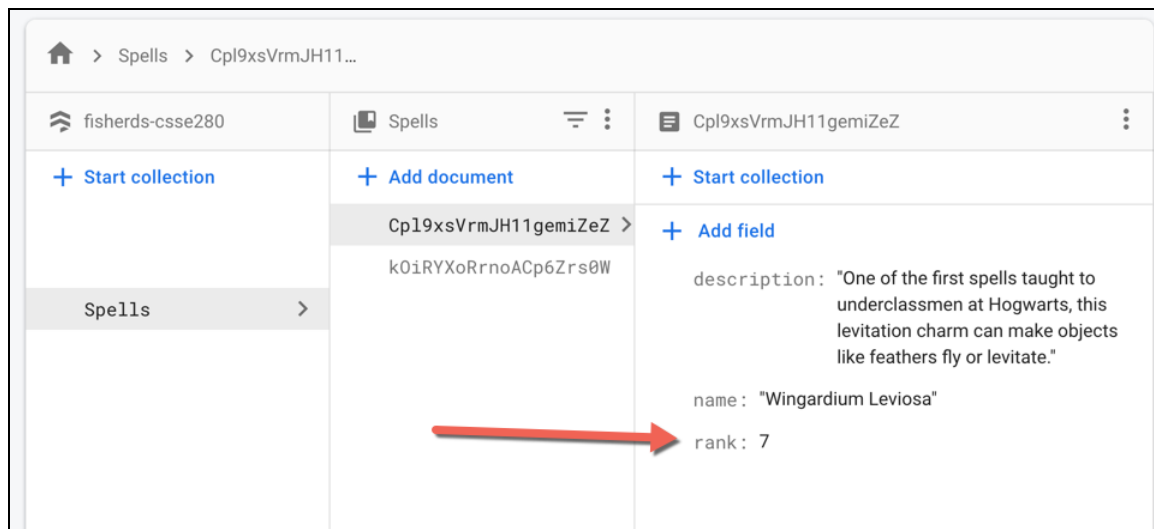 Spells > Cpl9xsVrmJH11…
fisherds-csse280
Start collection
Spells
Spells
Add document
Cpl9xsVrmJH11gemiZeZ
kOiRYXoRrnoACp6Zrs0W
Cpl9xsVrmJH11gemiZeZ
Start collection
Add field
description: "One of the first spells taught to
underclassmen at Hogwarts, this
levitation charm can make objects
like feathers fly or levitate."
name: "Wingardium Leviosa"
rank: 7